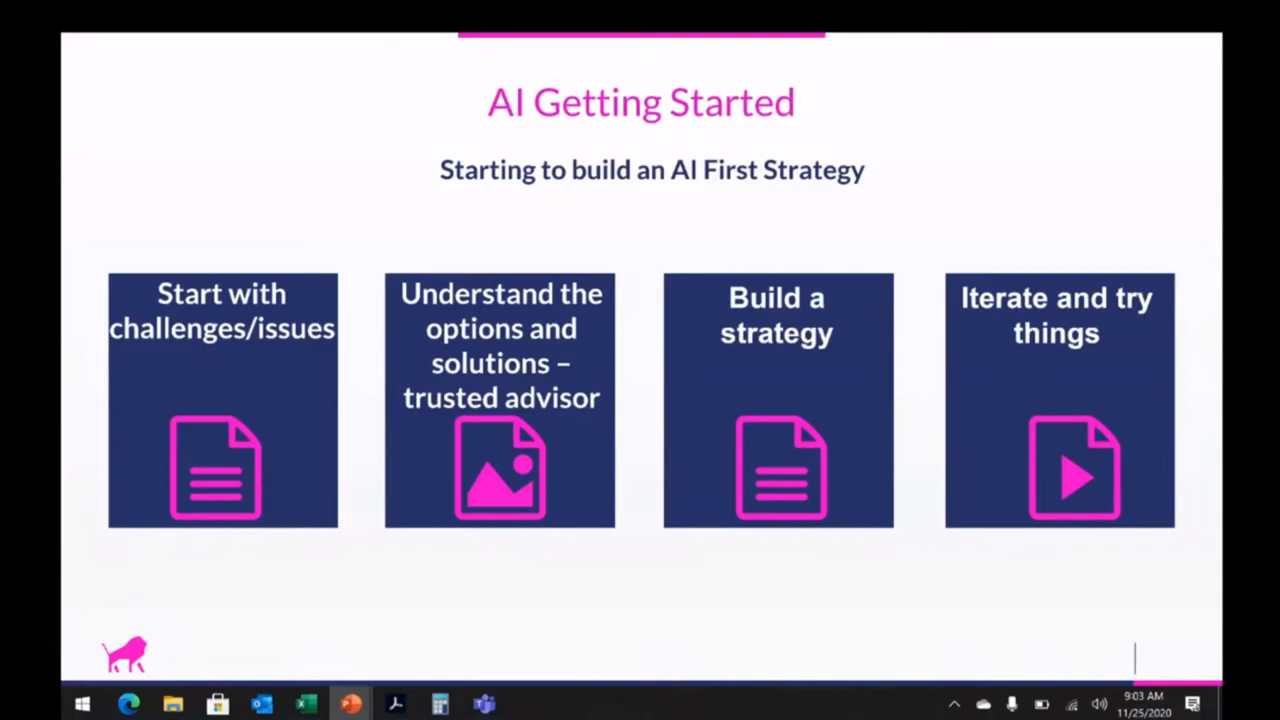 AI Getting Started
Starting to build an AI First Strategy
Start with
challenges/issues
Understand the
options and
solutions –
trusted advisor
Build a
strategy
Iterate and try
things
9:03 AM
11/25/2020